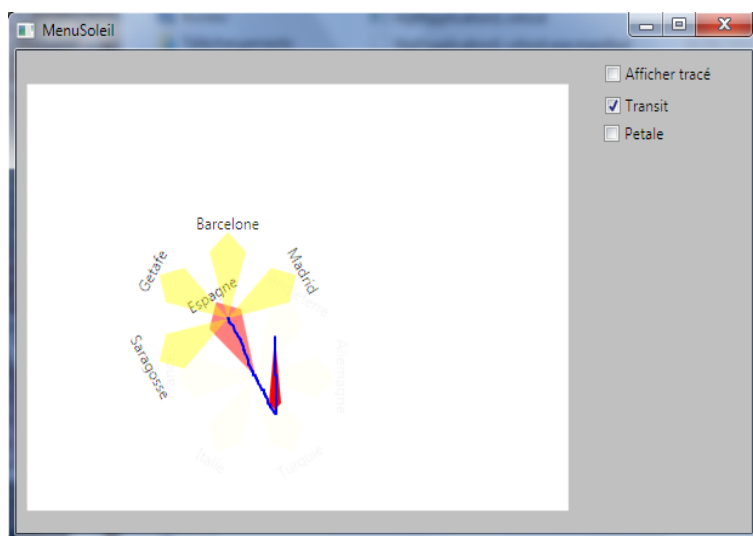 MenuSoleil
Afficher tracé
Transit
Petale
Barcelone
Getafe
Madrid
Espagne
Saragosse
Allemagne
Italie
Turquie